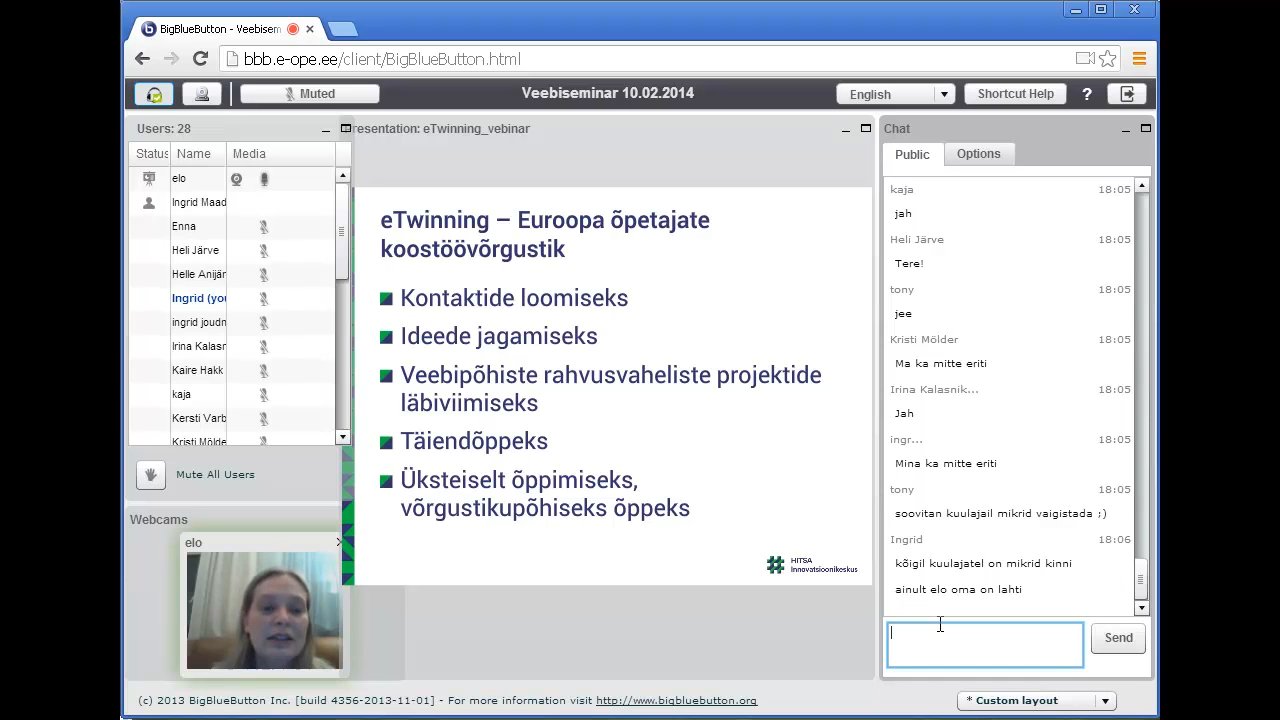 BigBlueButton - Veebisem
bbb.e-ope.ee/client/BigBlueButton.html
Muted
Veebiseminar 10.02.2014
English
Shortcut Help
?
Users: 28
Status Name Media
elo
Ingrid Maad
Enna
Heli Järve
Helle Anijär
Ingrid (you
ingrid joudn
Irina Kalasn
Kaire Hakk
kaja
Kersti Värb
Kristi Mölde
Mute All Users
Webcams
elo
resentation: eTwinning_vebinar
eTwinning – Euroopa õpetajate
koostöövõrgustik
Kontaktide loomiseks
Ideede jagamiseks
Veebipõhiste rahvusvaheliste projektide
läbiviimiseks
Täiendõppeks
Üksteiselt õppimiseks,
võrgustikupõhiseks õppeks
HITSA
Innovatsioonikeskus
Chat
Public Options
kaja 18:05
jah
Heli Järve 18:05
Tere!
tony 18:05
jee
Kristi Mölder 18:05
Ma ka mitte eriti
Irina Kalasnik... 18:05
Jah
ingr... 18:05
Mina ka mitte eriti
tony 18:05
soovitan kuulajail mikrid vaigistada ;)
Ingrid 18:06
kõigil kuulajatel on mikrid kinni
ainult elo oma on lahti
Send
(c) 2013 BigBlueButton Inc. [build 4356-2013-11-01] - For more information visit http://www.bigbluebutton.org
* Custom layout